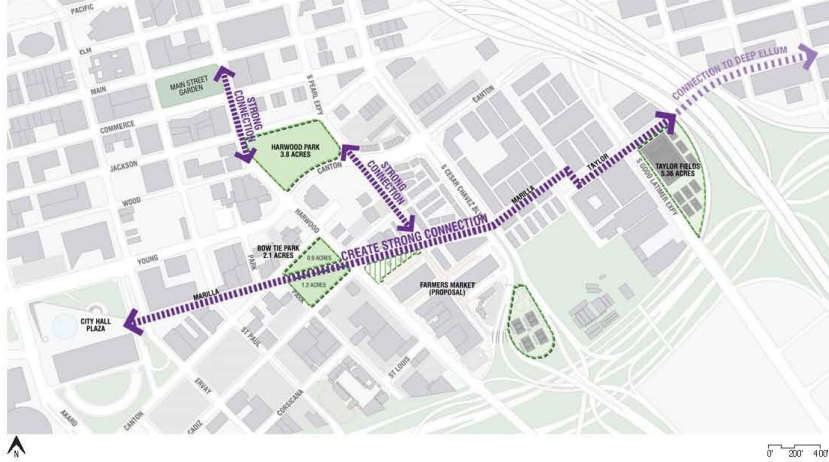 PACIFIC
ELM
MAIN
MAIN STREET
GARDEN
COMMERCE
JACKSON
WOOD
YOUNG
STRONG
CONNECTION
S PEARL EXPY
HARWOOD PARK
3.8 ACRES
CANTON
HARWOOD
STRONG
CONNECTION
CANTON
S CESAR CHAVEZ BLVD
MARILLA
TAYLOR
CONNECTION TO DEEP ELLUM
TAYLOR FIELDS
5.36 ACRES
S GOOD LATIMER EXPY
CREATE STRONG CONNECTION
BOW TIE PARK
2.1 ACRES
0.9 ACRES
1.2 ACRES
PARK
PARK
MARILLA
FARMERS MARKET
(PROPOSAL)
CITY HALL
PLAZA
ST PAUL
ERVAY
ST LOUIS
CORSICANA
CADIZ
CANTON
AKARD
N
0' 200' 400'